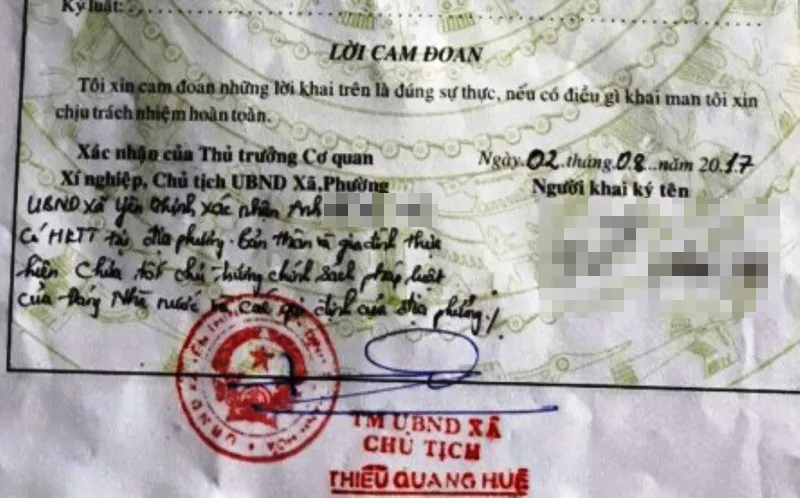 Kỷ luật:
LỜI CAM ĐOAN
Tôi xin cam đoan những lời khai trên là đúng sự thực, nếu có điều gì khai man tôi xin
chịu trách nhiệm hoàn toàn.
Xác nhận của Thủ trưởng Cơ quan
Ngày 02 tháng 08 năm 2017
Xí nghiệp, Chủ tịch UBND Xã, Phường
Người khai ký tên
UBND xã Yên Thịnh xác nhận Anh
Có HKTT tại địa phương. Bản thân và gia đình thực
hiện chưa tốt chủ trương chính sách pháp luật
của Đảng Nhà nước và các qui định của địa phương./
TM UBND XÃ
CHỦ TỊCH
THIỀU QUANG HUẾ